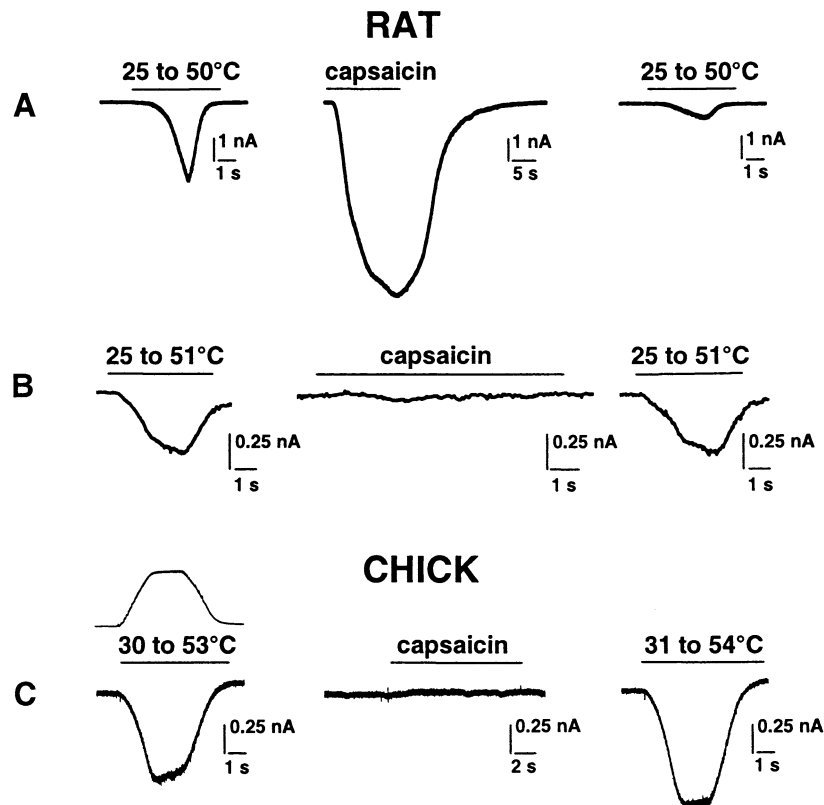 RAT
A
25 to 50°C
capsaicin
25 to 50°C
1 nA
1 s
1 nA
5 s
1 nA
1 s
B
25 to 51°C
capsaicin
25 to 51°C
0.25 nA
1 s
0.25 nA
1 s
0.25 nA
1 s
CHICK
C
30 to 53°C
capsaicin
31 to 54°C
0.25 nA
1 s
0.25 nA
2 s
0.25 nA
1 s